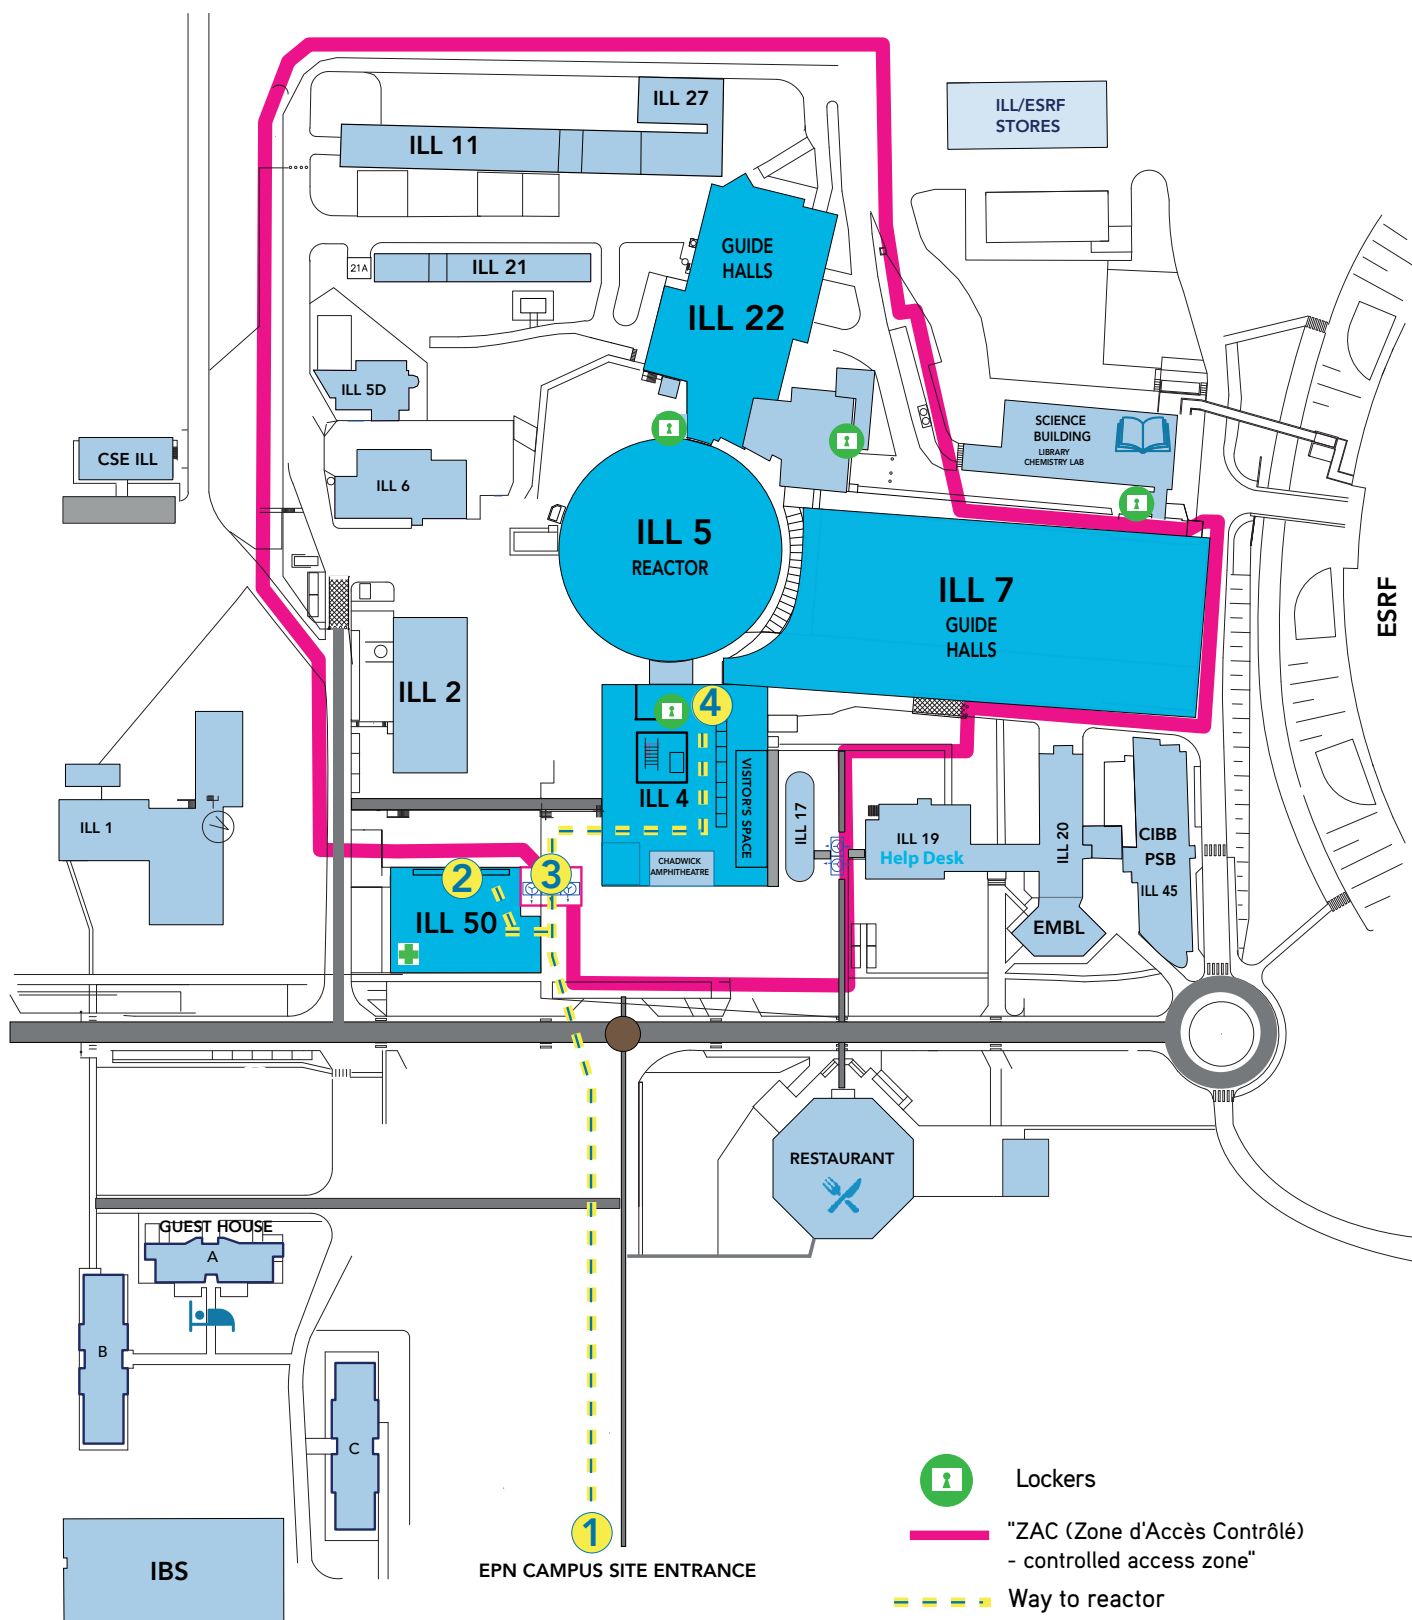 ILL 27
ILL 11
ILL/ESRF
STORES
GUIDE
HALLS
ILL 22
21A
ILL 21
ILL 5D
CSE ILL
ILL 6
SCIENCE
BUILDING
LIBRARY
CHEMISTRY LAB
ILL 5
REACTOR
ILL 7
GUIDE
HALLS
ESRF
ILL 2
4
ILL 4
VISITOR'S SPACE
CHADWICK
AMPHITHEATRE
ILL 17
ILL 19
Help Desk
ILL 20
CIBB
PSB
ILL 45
EMBL
ILL 1
2
3
ILL 50
RESTAURANT
GUEST HOUSE
A
B
C
IBS
1
EPN CAMPUS SITE ENTRANCE
Lockers
"ZAC (Zone d'Accès Contrôlé)
- controlled access zone"
Way to reactor